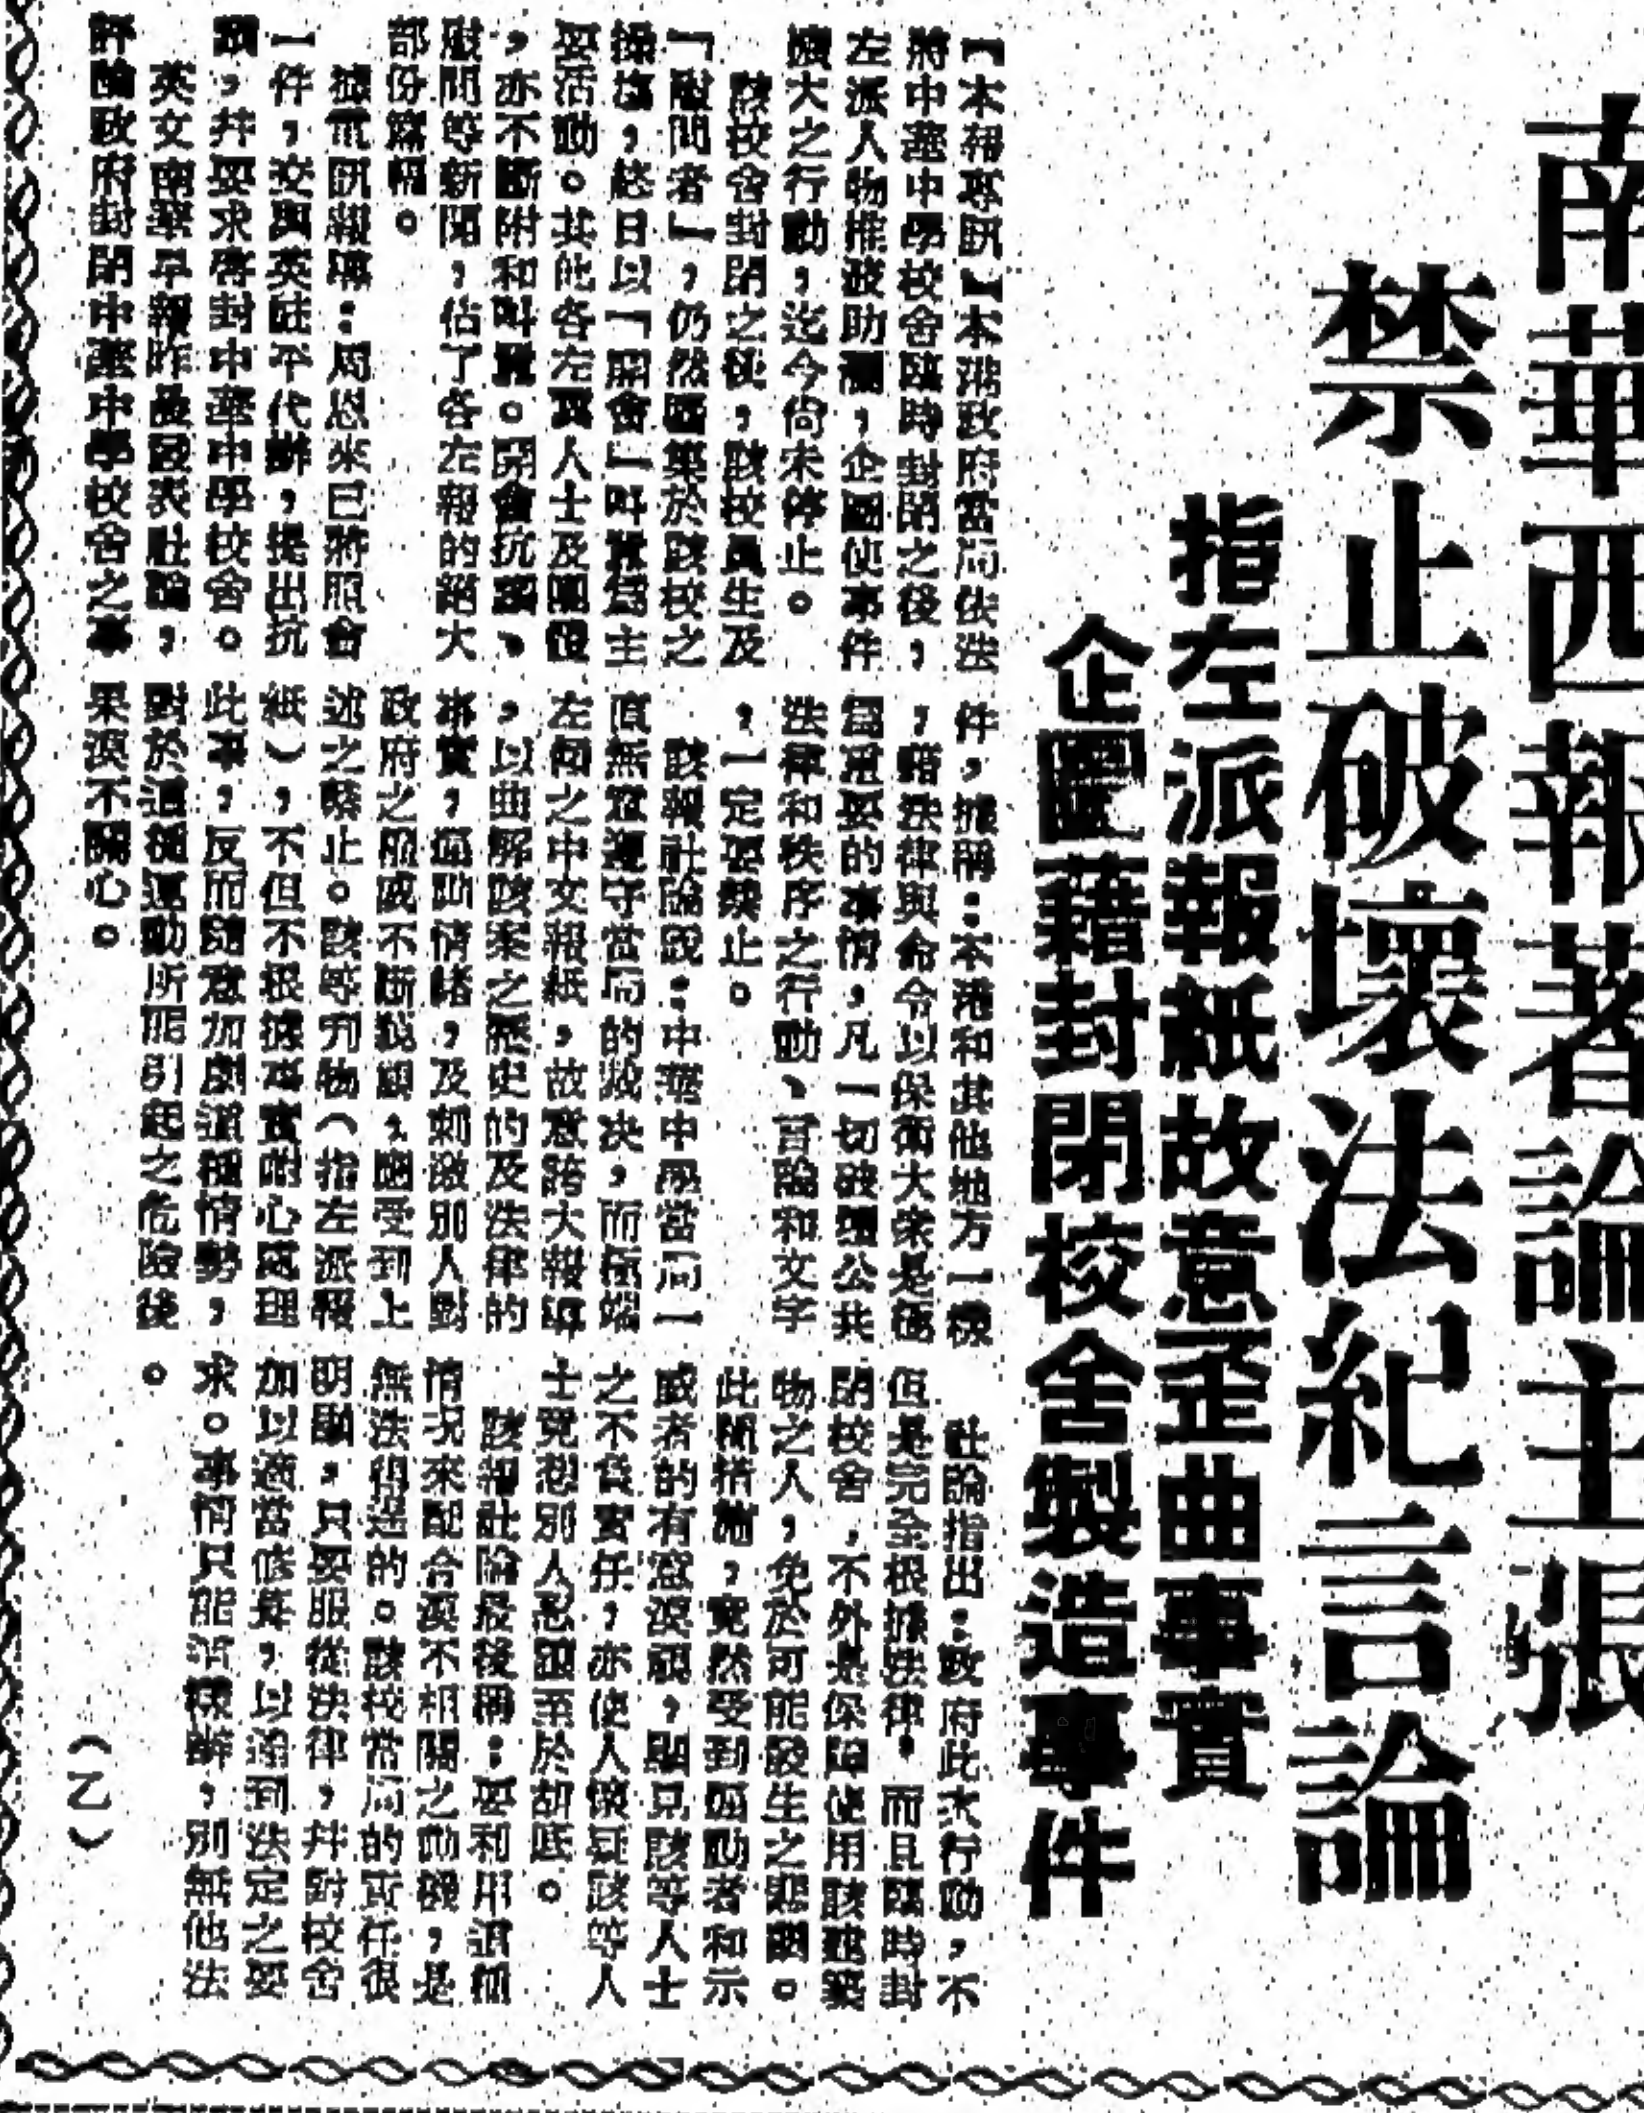 南華西報著論主張
禁止破壞法紀言論
指左派報紙故意歪曲事實
企圖藉封閉校舍製造事件
【本報專訊】本港政府當局依法
將中華中學校舍臨時封閉之後，
左派人物推波助瀾，企圖使事件
擴大之行動，迄今尚未停止。
該校舍封閉之後，該校員生及
「慰問者」，仍然匯集於該校之
操場，終日以「開會」叫囂為主
要活動。其他各左翼人士及團體
，亦不斷附和叫囂。開會抗議、
慰問等新聞，佔了各左報的絕大
部份篇幅。
據電訊報導：周恩來已將照會
一件，交與英駐平代辦，提出抗
議，并要求啓封中華中學校舍。
英文南華早報昨晨發表社論，
評論政府封閉中華中學校舍之事
件，據稱：本港和其他地方一樣
，藉法律與命令以保衛大衆是極
為重要的事情，凡一切破壞公共
法律和秩序之行動、言論和文字
，一定要禁止。
該報社論說：中華中學當局一
直無意遵守當局的裁决，而極端
左傾之中文報紙，故意誇大報導
，以曲解該案之歷史的及法律的
事實，煽動情緒，及刺激別人對
政府之權威不斷挑釁，應受到上
述之禁止。該等刋物（指左派報
紙），不但不根據事實耐心處理
此事，反而隨意加劇這種情勢，
對於這種運動所能引起之危險後
果漠不關心。
社論指出：政府此次行動，不
但是完全根據法律，而且臨時封
閉校舍，不外是保障使用該建築
物之人，免於可能發生之悲劇。
此種措施，竟然受到煽動者和示
威者的有意漠視，顯見該等人士
之不負責任，亦使人懷疑該等人
士竟想別人忍讓至於胡底。
該報社論最後稱：要利用這種
情况來配合漠不相關之動機，是
無法得逞的。該校當局的責任很
明顯，只要服從法律，幷對校舍
加以適當修葺，以達到法定之要
求。事情只能這樣辦，別無他法
。
（乙）